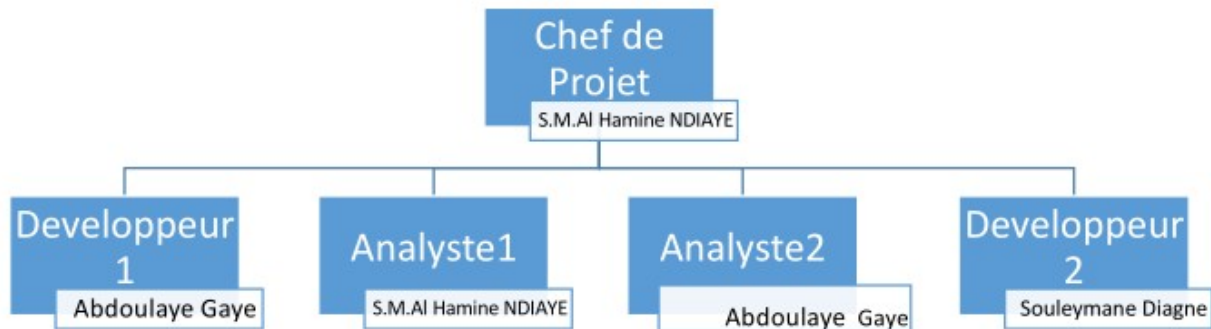 Chef de
Projet
S.M.Al Hamine NDIAYE
Developpeur
1
Abdoulaye Gaye
Analyste1
S.M.Al Hamine NDIAYE
Analyste2
Abdoulaye Gaye
Developpeur
2
Souleymane Diagne